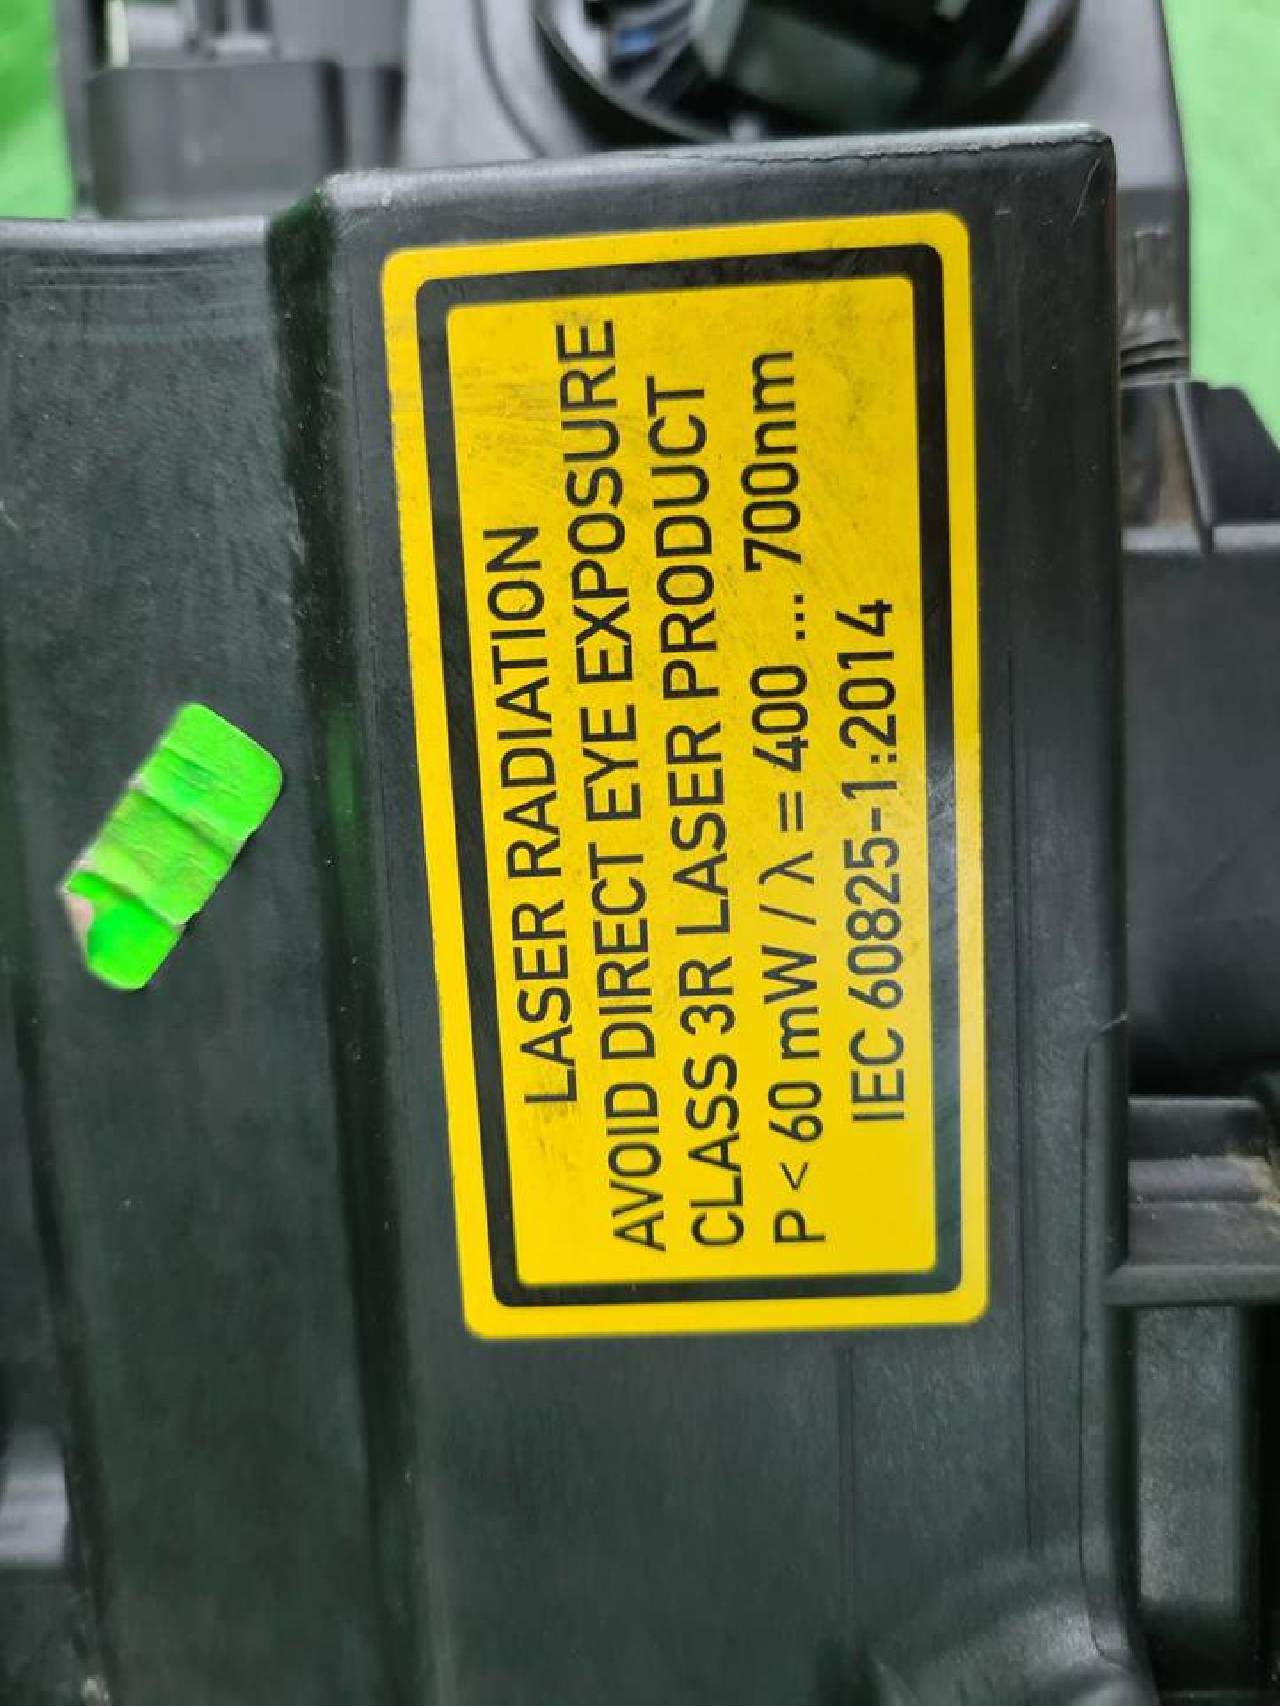 LASER RADIATION
AVOID DIRECT EYE EXPOSURE
CLASS 3R LASER PRODUCT
P < 60 mW / λ = 400 ... 700nm
IEC 60825-1:2014